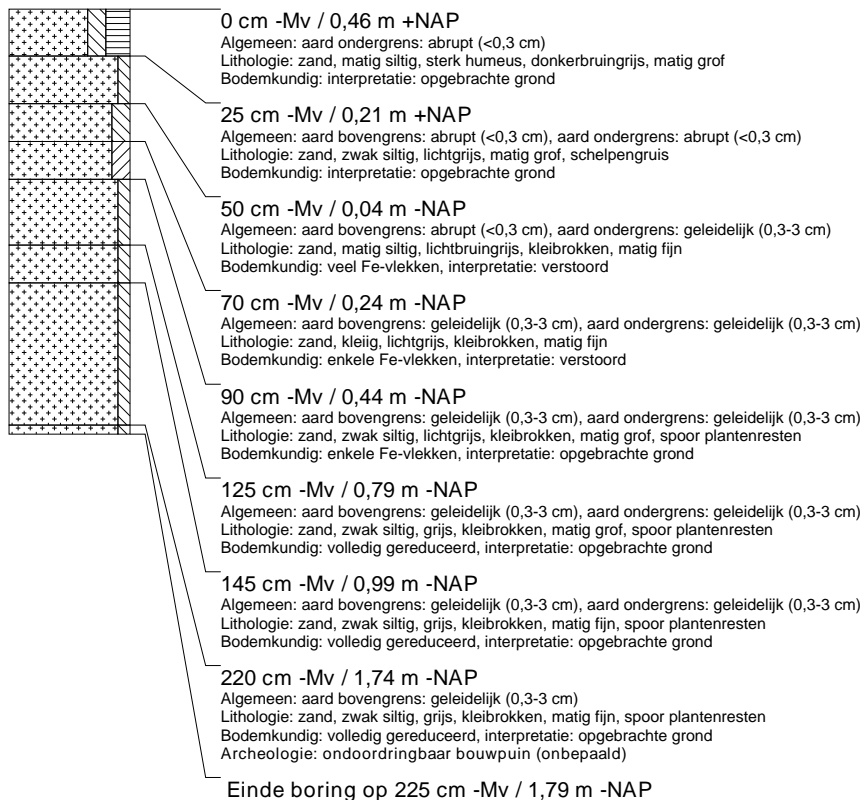 0 cm -Mv / 0,46 m +NAP
Algemeen: aard ondergrens: abrupt (<0,3 cm)
Lithologie: zand, matig siltig, sterk humeus, donkerbruingrijs, matig grof
Bodemkundig: interpretatie: opgebrachte grond
25 cm -Mv / 0,21 m +NAP
Algemeen: aard bovengrens: abrupt (<0,3 cm), aard ondergrens: abrupt (<0,3 cm)
Lithologie: zand, zwak siltig, lichtgrijs, matig grof, schelpengruis
Bodemkundig: interpretatie: opgebrachte grond
50 cm -Mv / 0,04 m -NAP
Algemeen: aard bovengrens: abrupt (<0,3 cm), aard ondergrens: geleidelijk (0,3-3 cm)
Lithologie: zand, matig siltig, lichtbruingrijs, kleibrokken, matig fijn
Bodemkundig: veel Fe-vlekken, interpretatie: verstoord
70 cm -Mv / 0,24 m -NAP
Algemeen: aard bovengrens: geleidelijk (0,3-3 cm), aard ondergrens: geleidelijk (0,3-3 cm)
Lithologie: zand, kleiig, lichtgrijs, kleibrokken, matig fijn
Bodemkundig: enkele Fe-vlekken, interpretatie: verstoord
90 cm -Mv / 0,44 m -NAP
Algemeen: aard bovengrens: geleidelijk (0,3-3 cm), aard ondergrens: geleidelijk (0,3-3 cm)
Lithologie: zand, zwak siltig, lichtgrijs, kleibrokken, matig grof, spoor plantenresten
Bodemkundig: enkele Fe-vlekken, interpretatie: opgebrachte grond
125 cm -Mv / 0,79 m -NAP
Algemeen: aard bovengrens: geleidelijk (0,3-3 cm), aard ondergrens: geleidelijk (0,3-3 cm)
Lithologie: zand, zwak siltig, grijs, kleibrokken, matig grof, spoor plantenresten
Bodemkundig: volledig gereduceerd, interpretatie: opgebrachte grond
145 cm -Mv / 0,99 m -NAP
Algemeen: aard bovengrens: geleidelijk (0,3-3 cm), aard ondergrens: geleidelijk (0,3-3 cm)
Lithologie: zand, zwak siltig, grijs, kleibrokken, matig fijn, spoor plantenresten
Bodemkundig: volledig gereduceerd, interpretatie: opgebrachte grond
220 cm -Mv / 1,74 m -NAP
Algemeen: aard bovengrens: geleidelijk (0,3-3 cm)
Lithologie: zand, zwak siltig, grijs, kleibrokken, matig fijn, spoor plantenresten
Bodemkundig: volledig gereduceerd, interpretatie: opgebrachte grond
Archeologie: ondoordringbaar bouwpuin (onbepaald)
Einde boring op 225 cm -Mv / 1,79 m -NAP